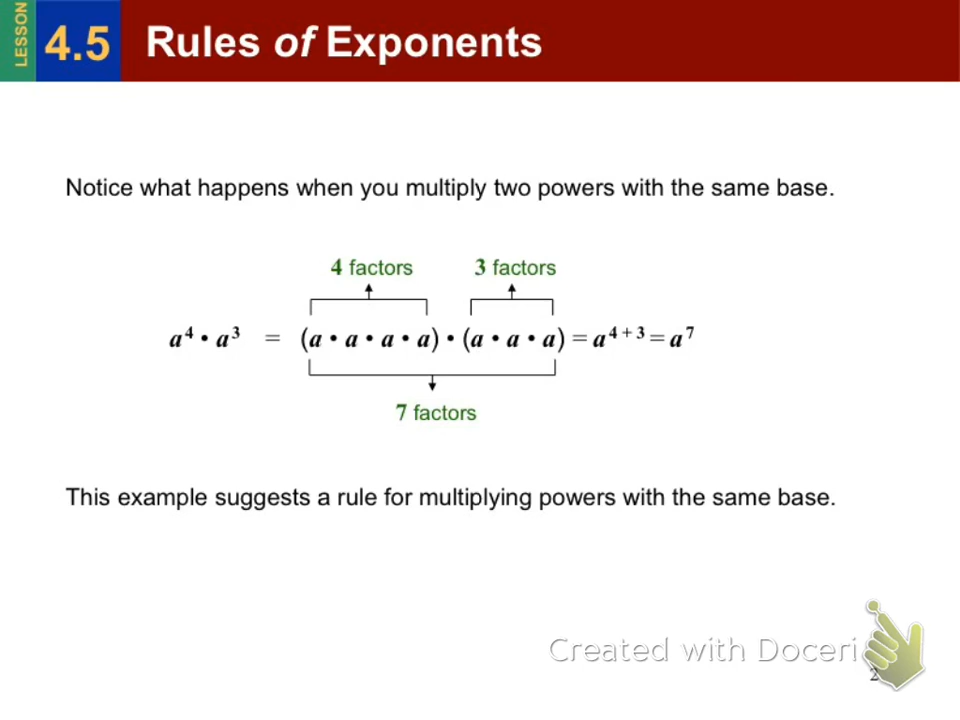 LESSON
4.5 Rules of Exponents
Notice what happens when you multiply two powers with the same base.
4 factors 3 factors
a⁴ • a³ = (a • a • a • a) • (a • a • a) = a⁴ ⁺ ³ = a⁷
7 factors
This example suggests a rule for multiplying powers with the same base.
Created with Doceri
2